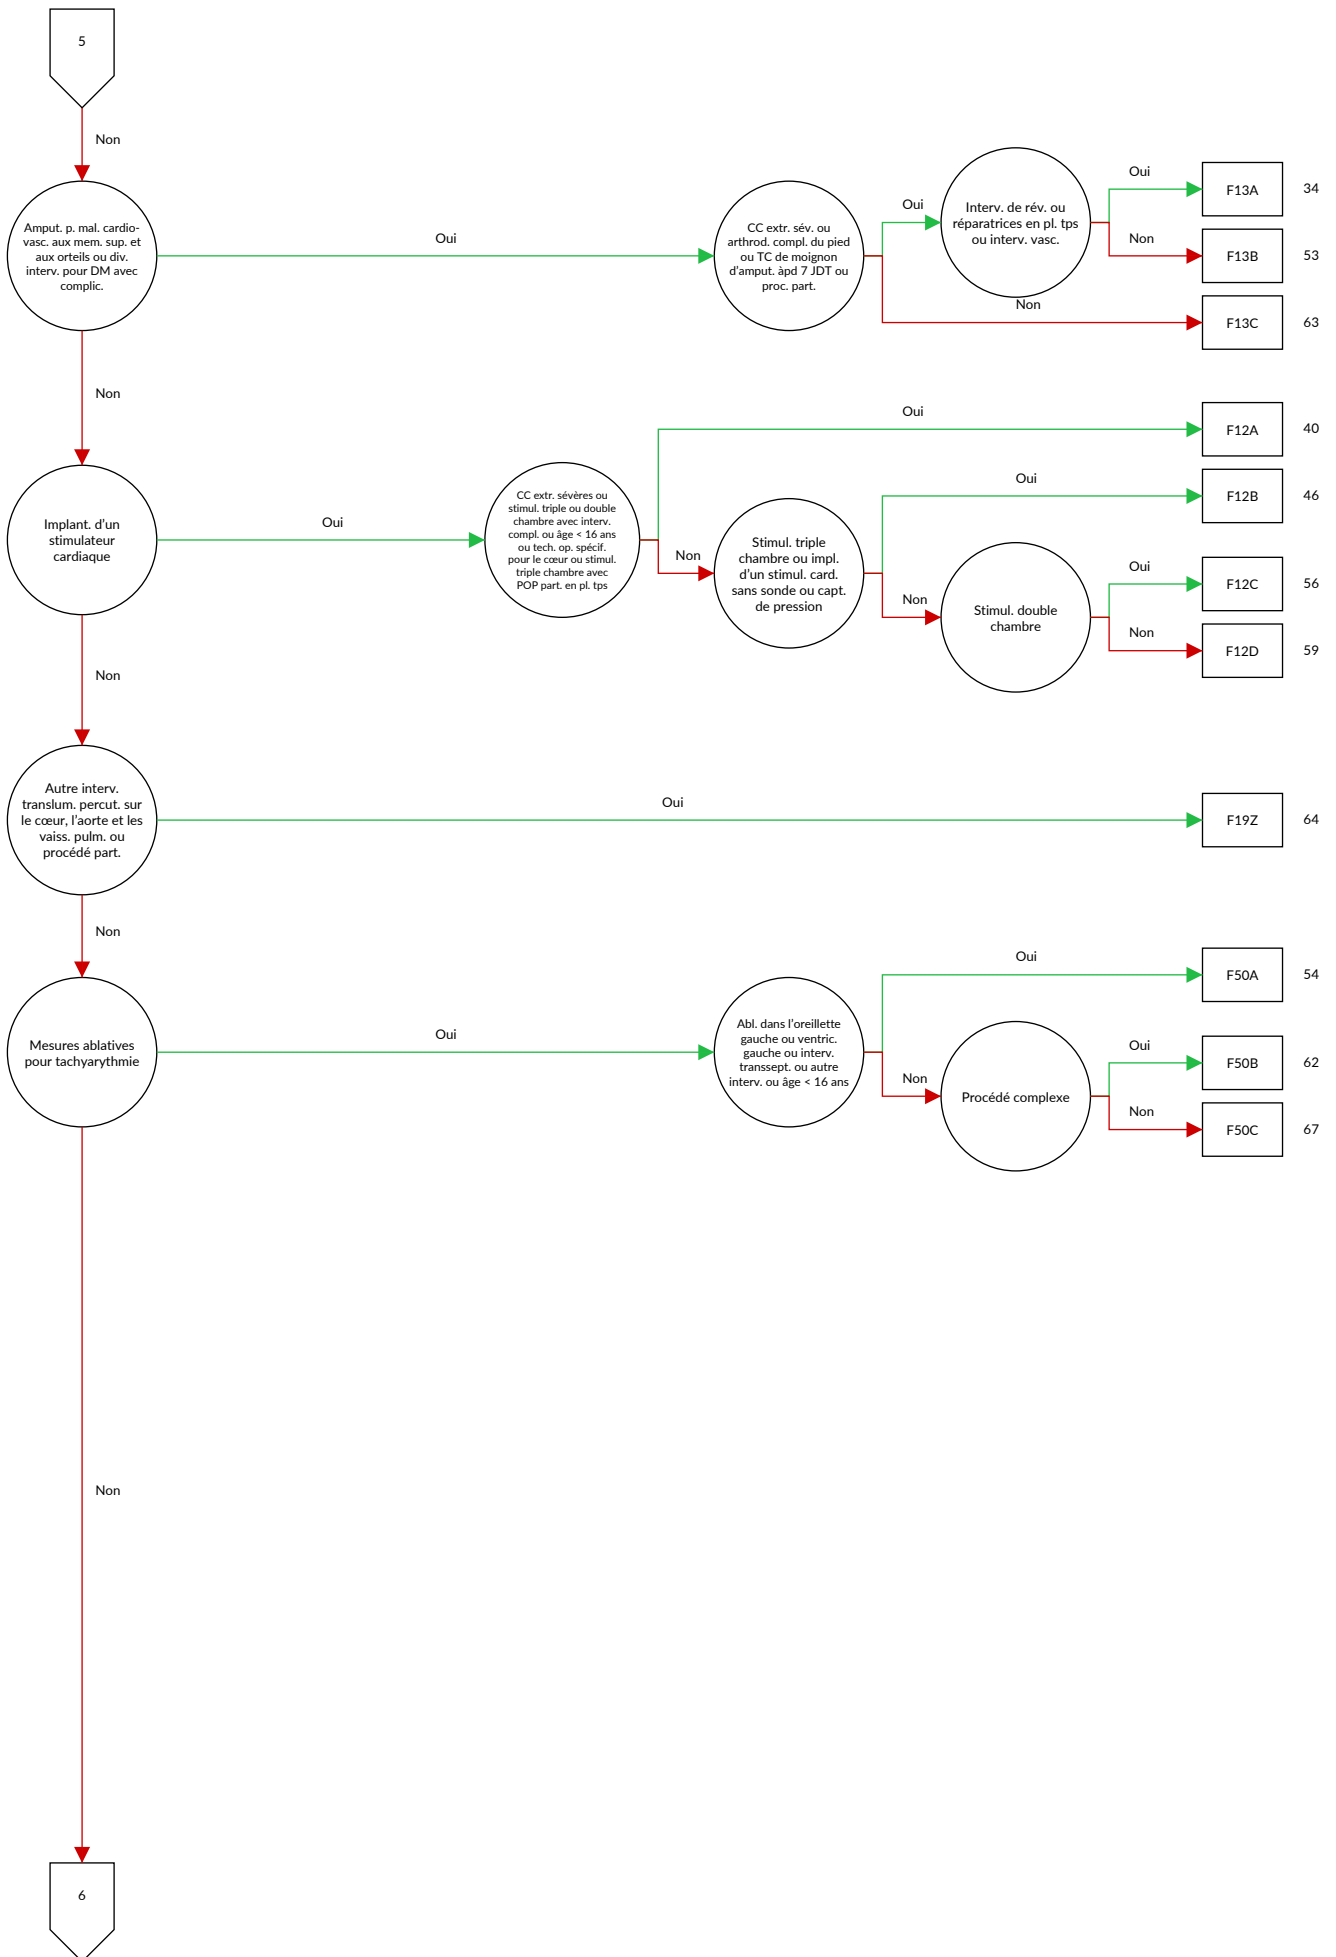 5
Non
Amput. p. mal. cardio-
vasc. aux mem. sup. et
aux orteils ou div.
interv. pour DM avec
complic.
Oui
CC extr. sév. ou
arthrod. compl. du pied
ou TC de moignon
d'amput. àpd 7 JDT ou
proc. part.
Oui
Interv. de rév. ou
réparatrices en pl. tps
ou interv. vasc.
Oui
F13A
34
Non
F13B
53
Non
F13C
63
Non
Implant. d'un
stimulateur
cardiaque
Oui
CC extr. sévères ou
stimul. triple ou double
chambre avec interv.
compl. ou âge < 16 ans
ou tech. op. spécif.
pour le cœur ou stimul.
triple chambre avec
POP part. en pl. tps
Oui
F12A
40
Non
Stimul. triple
chambre ou impl.
d'un stimul. card.
sans sonde ou capt.
de pression
Oui
F12B
46
Non
Stimul. double
chambre
Oui
F12C
56
Non
F12D
59
Non
Autre interv.
translum. percut. sur
le cœur, l'aorte et les
vaiss. pulm. ou
procédé part.
Oui
F19Z
64
Non
Mesures ablatives
pour tachyarythmie
Oui
Abl. dans l'oreillette
gauche ou ventric.
gauche ou interv.
transsept. ou autre
interv. ou âge < 16 ans
Oui
F50A
54
Non
Procédé complexe
Oui
F50B
62
Non
F50C
67
Non
6